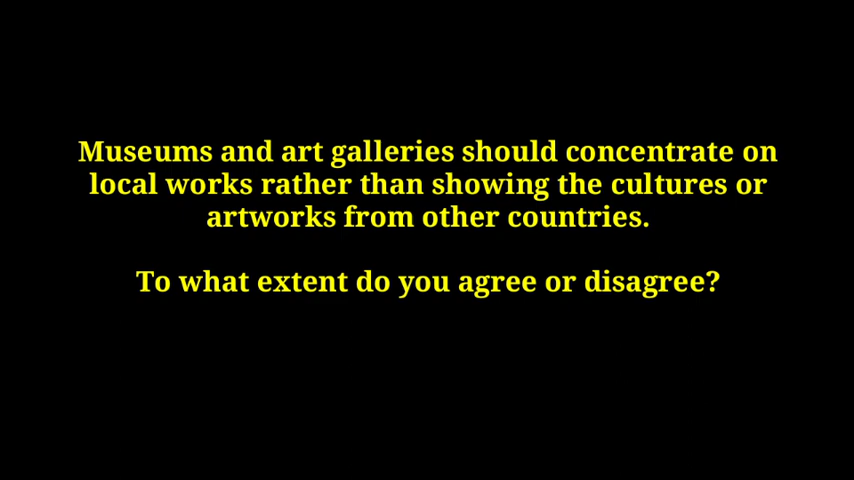 Museums and art galleries should concentrate on
local works rather than showing the cultures or
artworks from other countries.
To what extent do you agree or disagree?